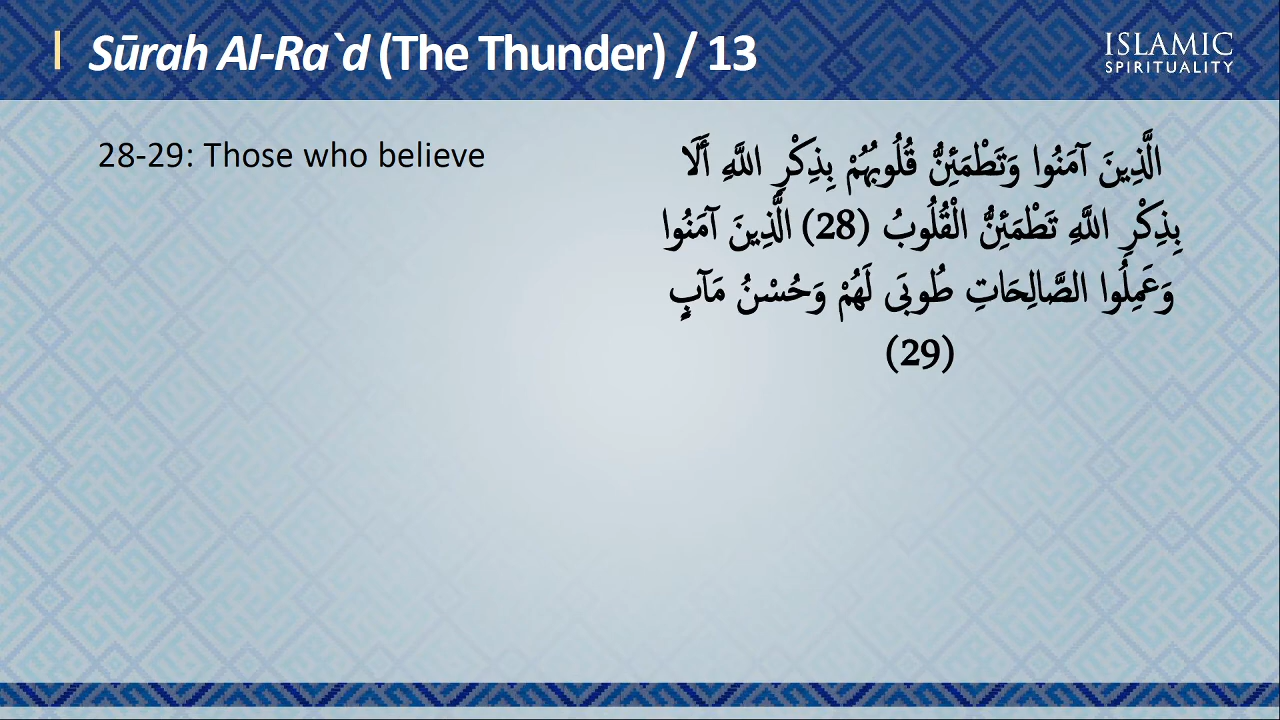 Sūrah Al-Ra`d (The Thunder) / 13
ISLAMIC
SPIRITUALITY
28-29: Those who believe
الَّذِينَ آمَنُوا وَتَطْمَئِنُّ قُلُوبُهُمْ بِذِكْرِ اللَّهِ أَلَا
بِذِكْرِ اللَّهِ تَطْمَئِنُّ الْقُلُوبُ (28) الَّذِينَ آمَنُوا
وَعَمِلُوا الصَّالِحَاتِ طُوبَى لَهُمْ وَحُسْنُ مَآبٍ
(29)